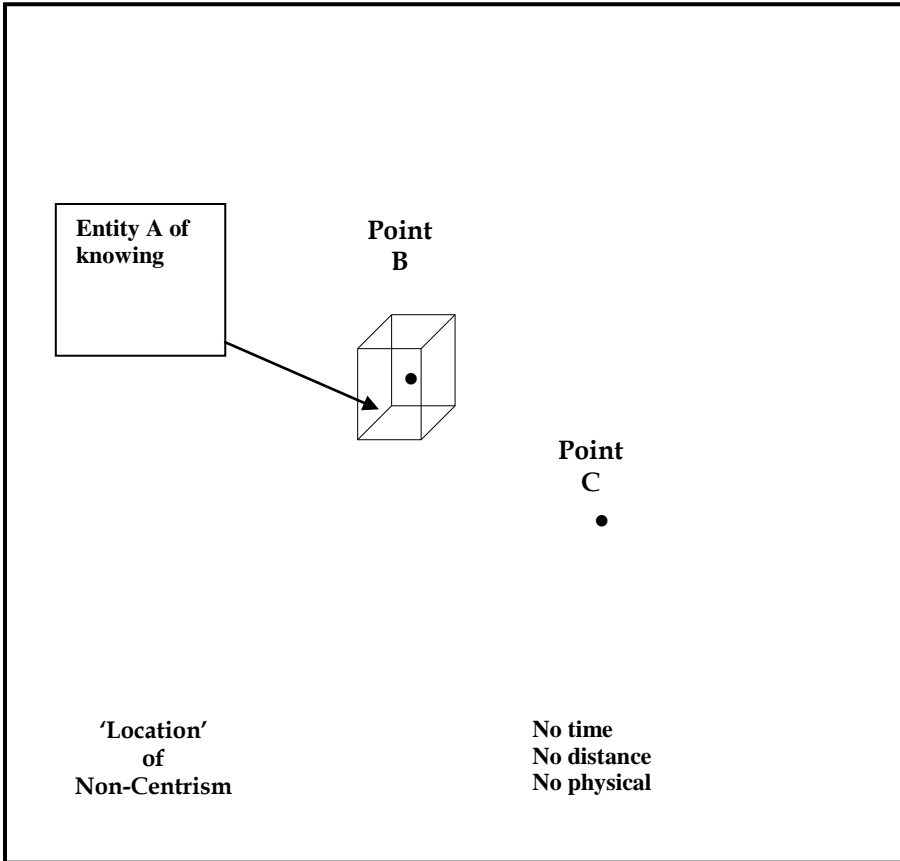 Entity A of
knowing
Point
B
Point
C
‘Location’
of
Non-Centrism
No time
No distance
No physical